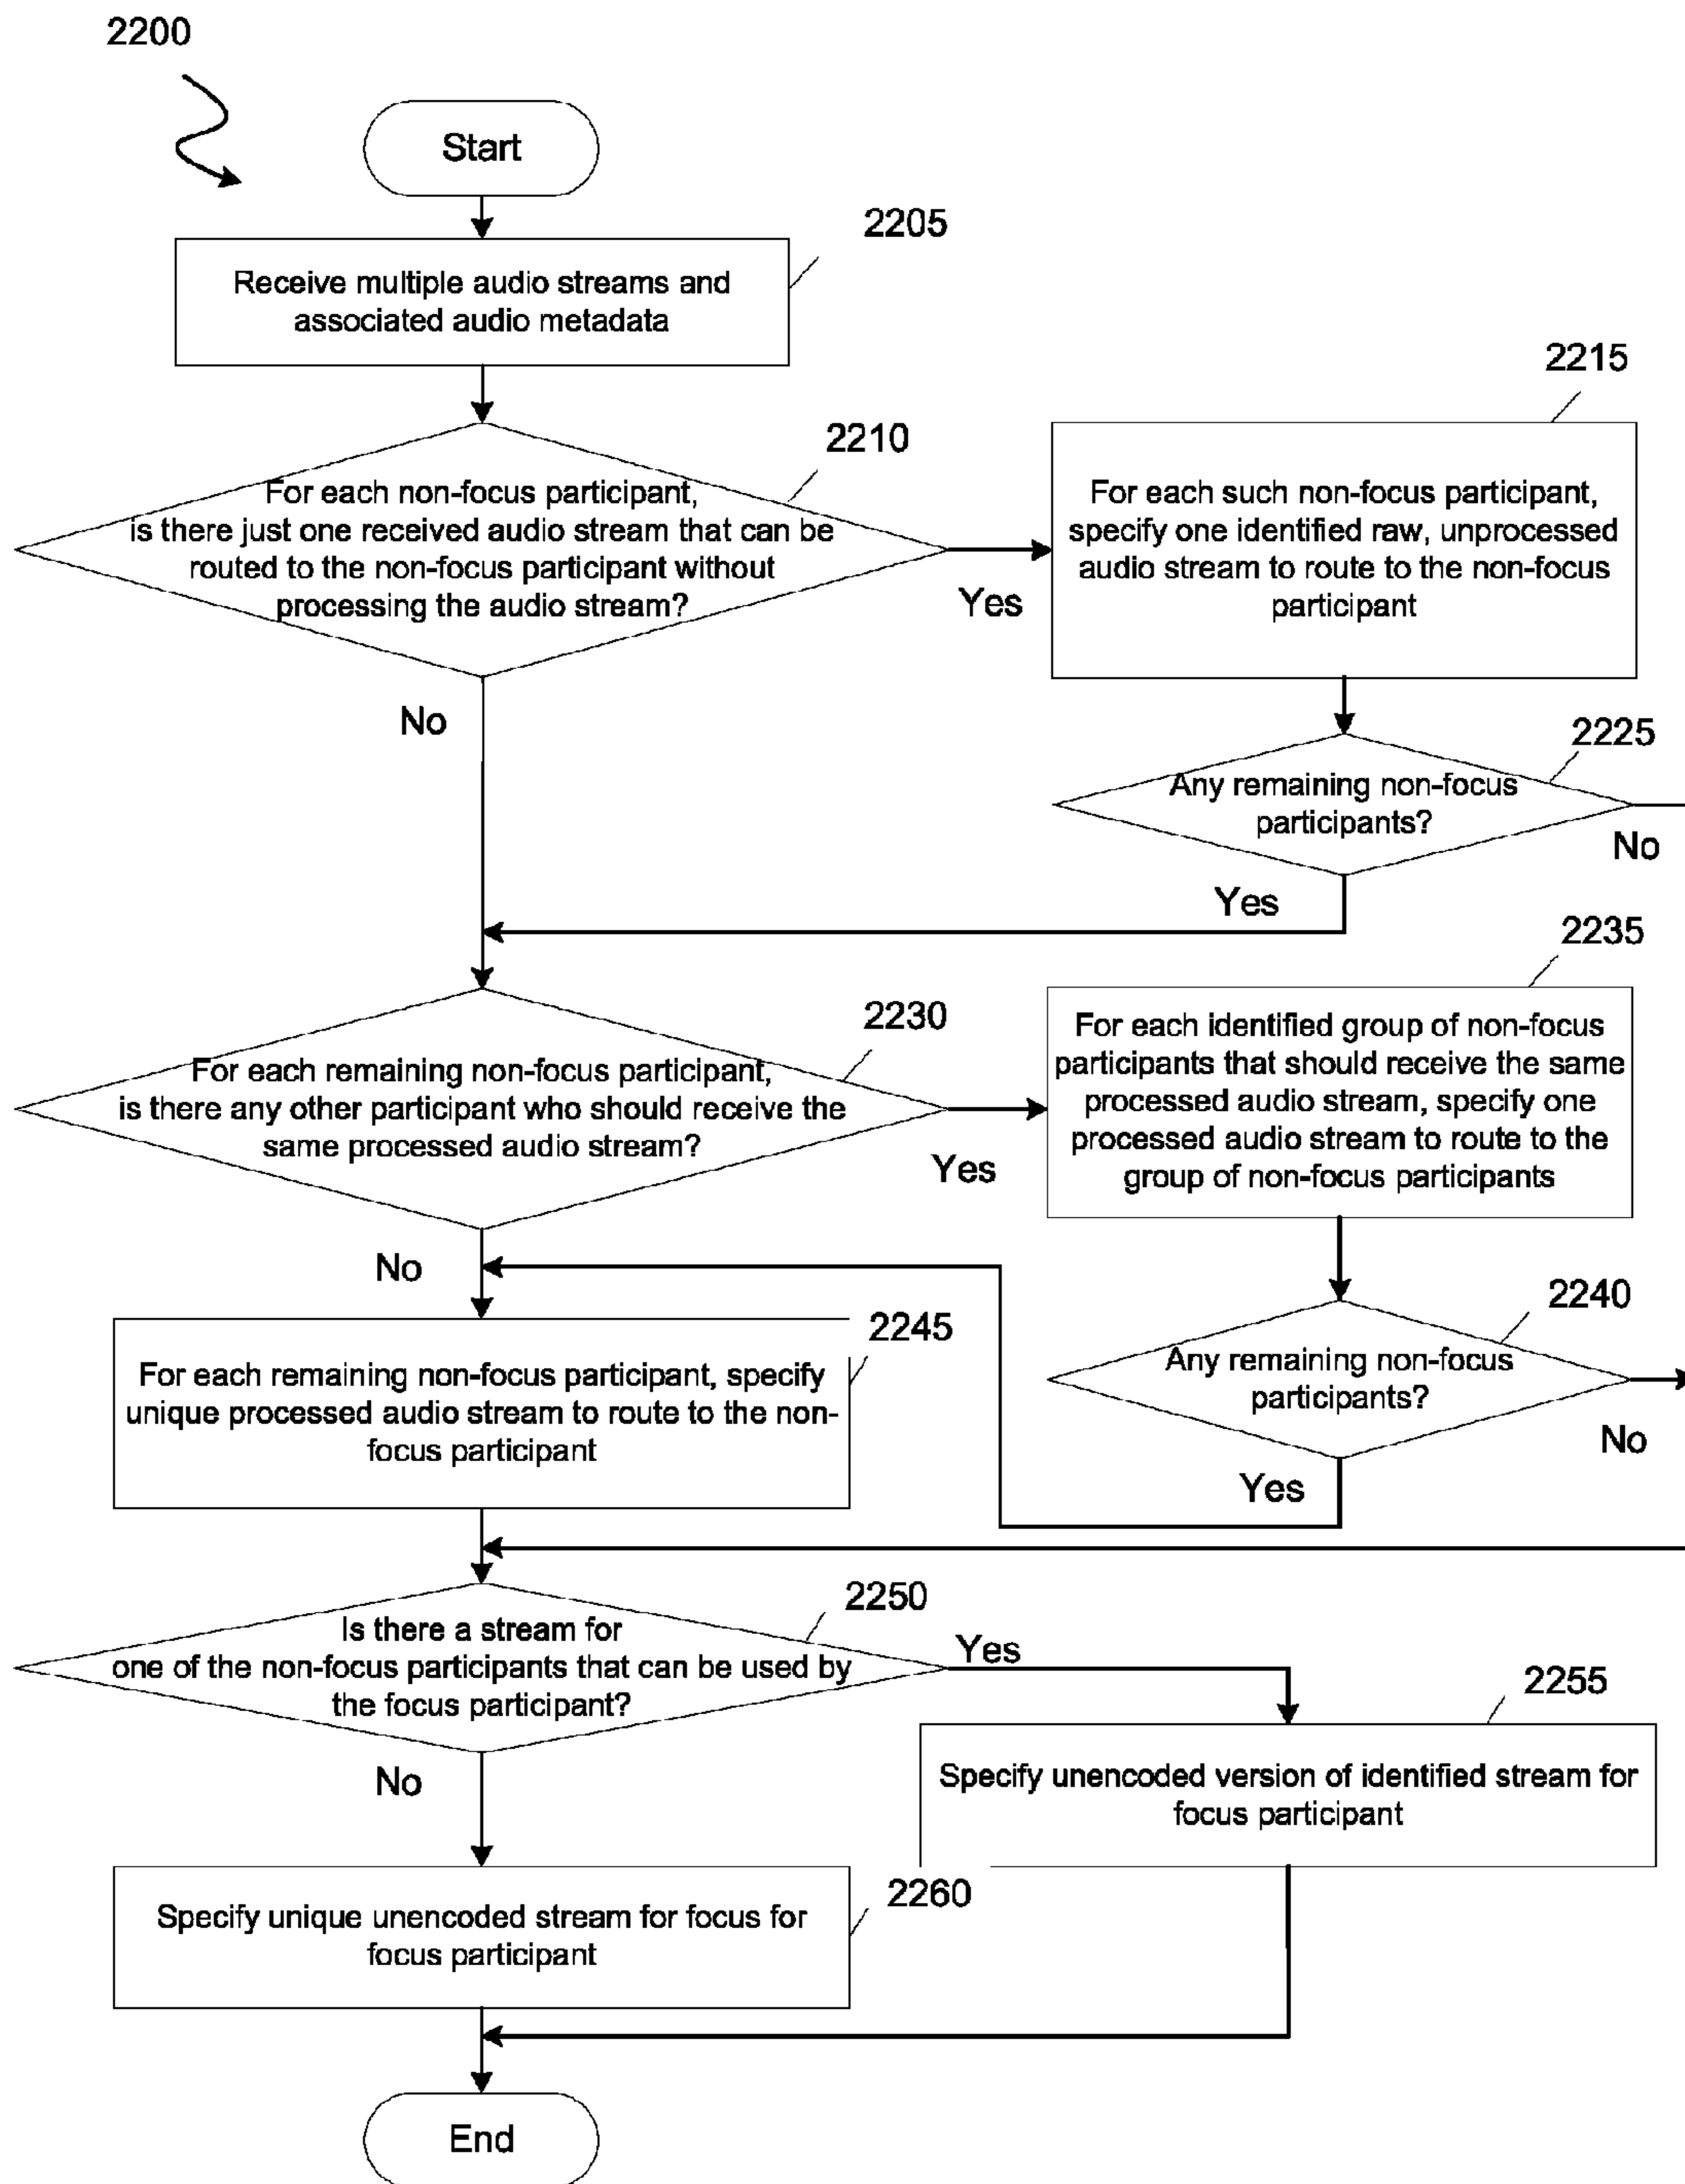 2200
Start
2205
Receive multiple audio streams and
associated audio metadata
2210
For each non-focus participant,
is there just one received audio stream that can be
routed to the non-focus participant without
processing the audio stream?
Yes
No
2215
For each such non-focus participant,
specify one identified raw, unprocessed
audio stream to route to the non-focus
participant
2225
Any remaining non-focus
participants?
No
Yes
2230
For each remaining non-focus participant,
is there any other participant who should receive the
same processed audio stream?
Yes
No
2235
For each identified group of non-focus
participants that should receive the same
processed audio stream, specify one
processed audio stream to route to the
group of non-focus participants
2240
Any remaining non-focus
participants?
No
Yes
2245
For each remaining non-focus participant, specify
unique processed audio stream to route to the non-
focus participant
2250
Is there a stream for
one of the non-focus participants that can be used by
the focus participant?
Yes
No
2255
Specify unencoded version of identified stream for
focus participant
2260
Specify unique unencoded stream for focus for
focus participant
End